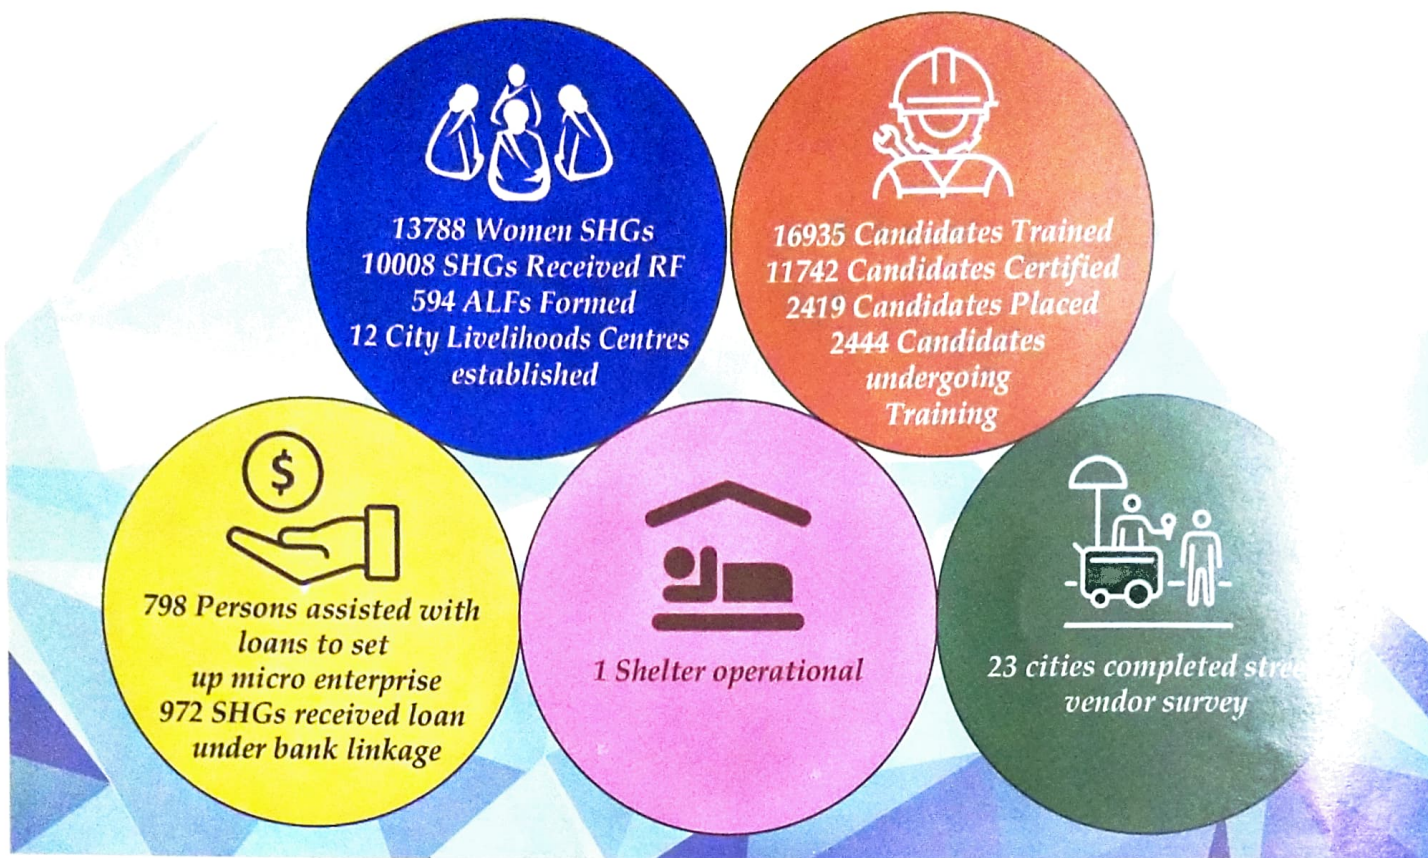 13788 Women SHGs
10008 SHGs Received RF
594 ALFs Formed
12 City Livelihoods Centres
established
16935 Candidates Trained
11742 Candidates Certified
2419 Candidates Placed
2444 Candidates
undergoing
Training
$
798 Persons assisted with
loans to set
up micro enterprise
972 SHGs received loan
under bank linkage
1 Shelter operational
23 cities completed
vendor survey